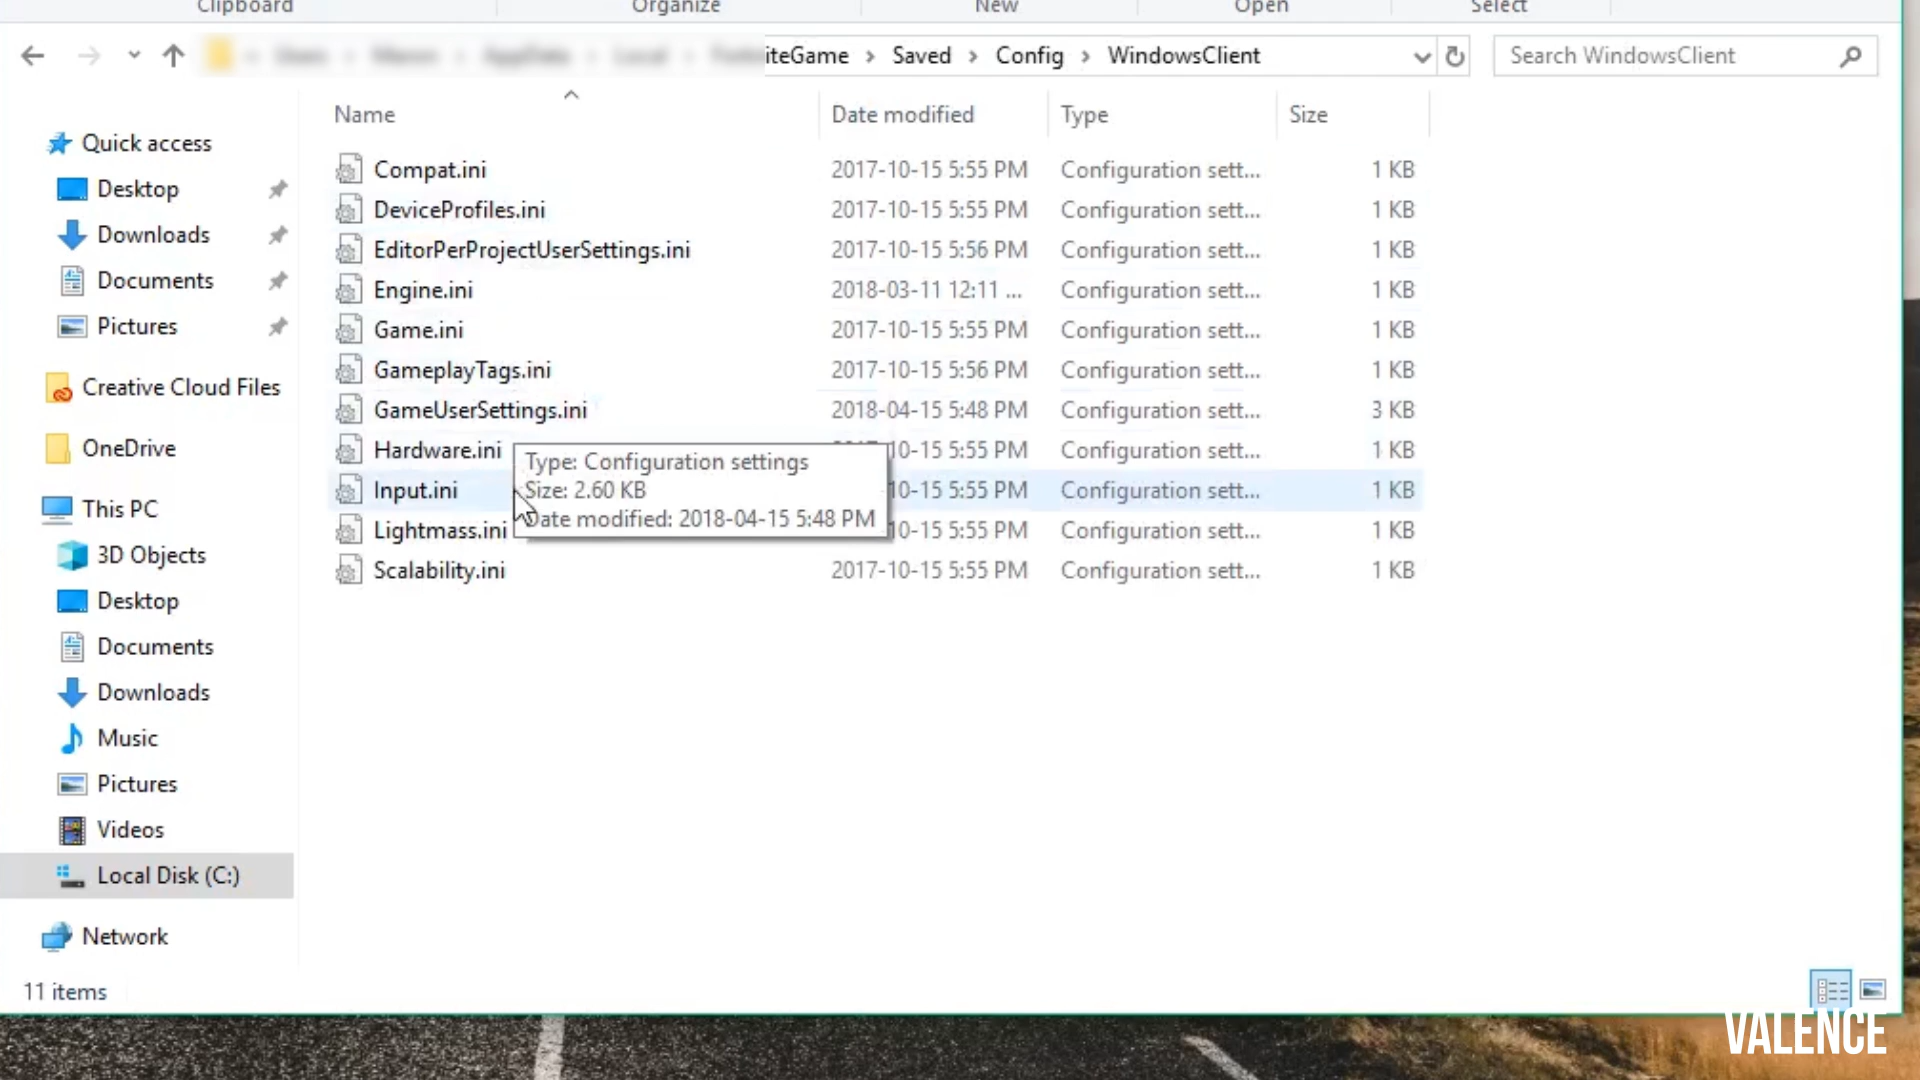 Clipboard Organize New Open Select
iteGame > Saved > Config > WindowsClient Search WindowsClient
Name Date modified Type Size
Quick access
Desktop
Downloads
Documents
Pictures
Creative Cloud Files
OneDrive
This PC
3D Objects
Desktop
Documents
Downloads
Music
Pictures
Videos
Local Disk (C:)
Network
Compat.ini 2017-10-15 5:55 PM Configuration sett... 1 KB
DeviceProfiles.ini 2017-10-15 5:55 PM Configuration sett... 1 KB
EditorPerProjectUserSettings.ini 2017-10-15 5:56 PM Configuration sett... 1 KB
Engine.ini 2018-03-11 12:11 ... Configuration sett... 1 KB
Game.ini 2017-10-15 5:55 PM Configuration sett... 1 KB
GameplayTags.ini 2017-10-15 5:56 PM Configuration sett... 1 KB
GameUserSettings.ini 2018-04-15 5:48 PM Configuration sett... 3 KB
Hardware.ini 10-15 5:55 PM Configuration sett... 1 KB
Input.ini 10-15 5:55 PM Configuration sett... 1 KB
Lightmass.ini 10-15 5:55 PM Configuration sett... 1 KB
Scalability.ini 2017-10-15 5:55 PM Configuration sett... 1 KB
Type: Configuration settings
Size: 2.60 KB
Date modified: 2018-04-15 5:48 PM
11 items
VALENCE